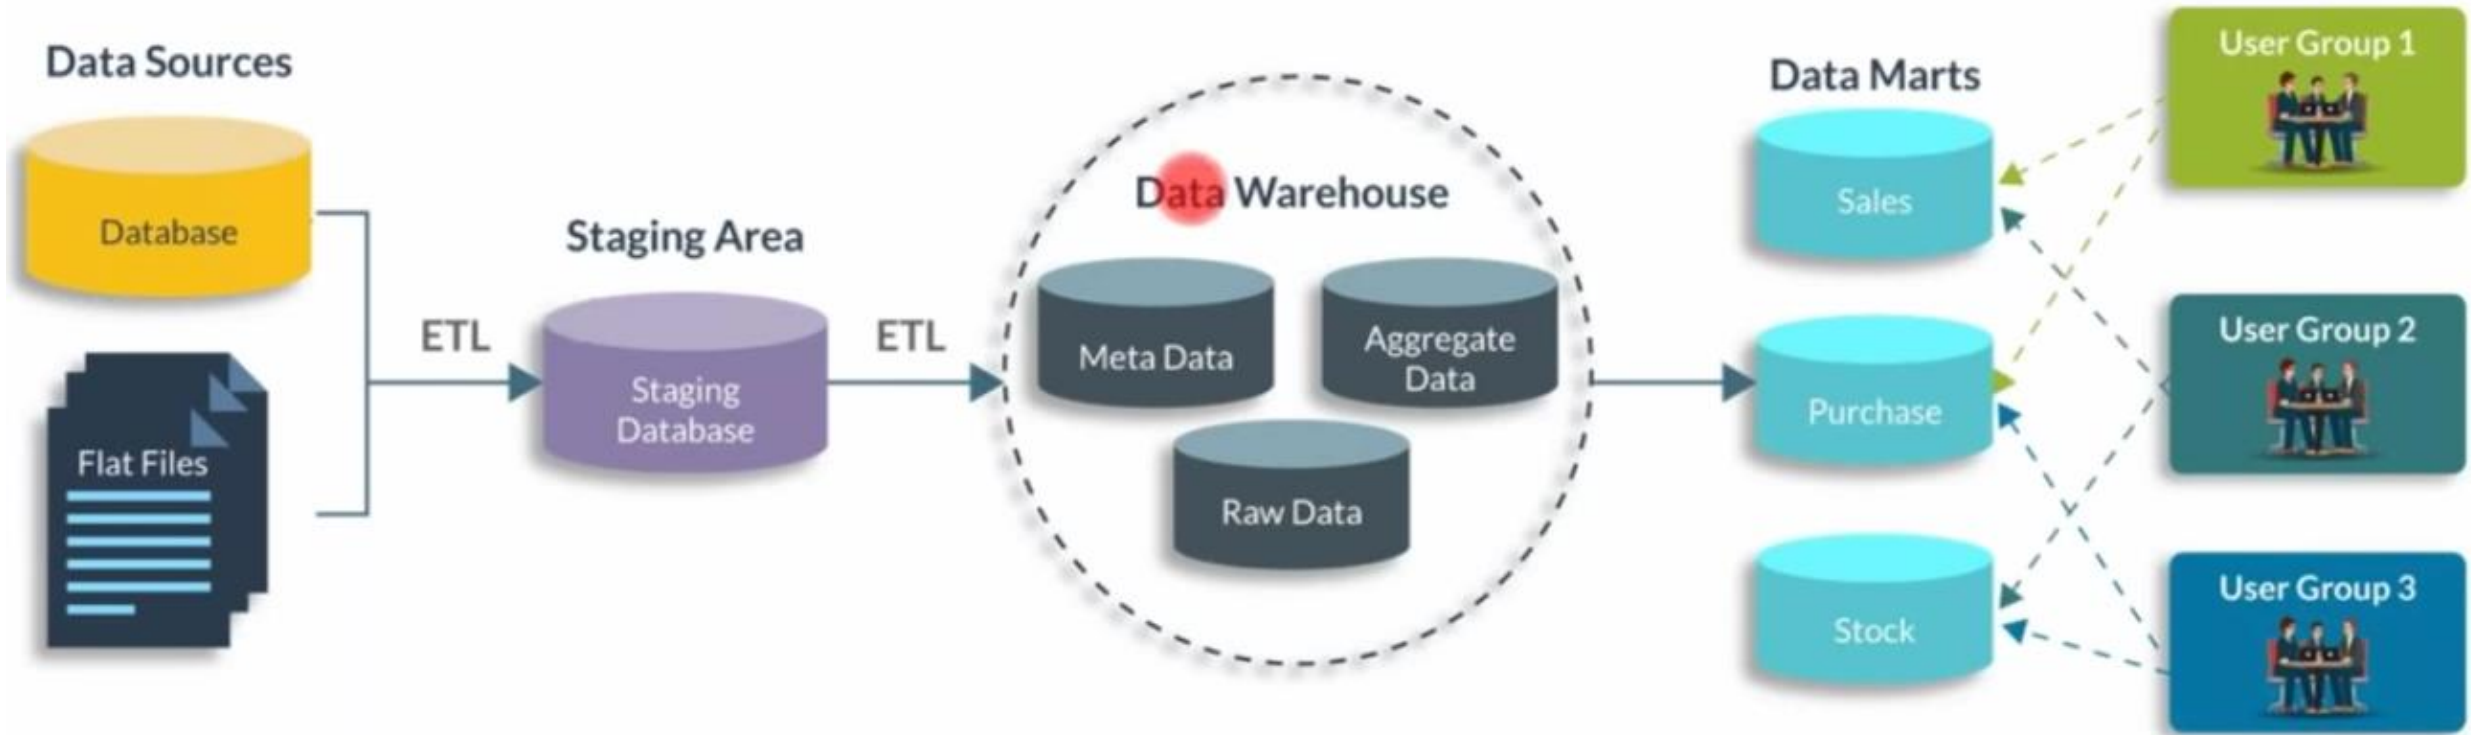 Data Sources
Database
Flat Files
ETL
Staging Area
Staging
Database
ETL
Data Warehouse
Meta Data
Aggregate
Data
Raw Data
Data Marts
Sales
Purchase
Stock
User Group 1
User Group 2
User Group 3